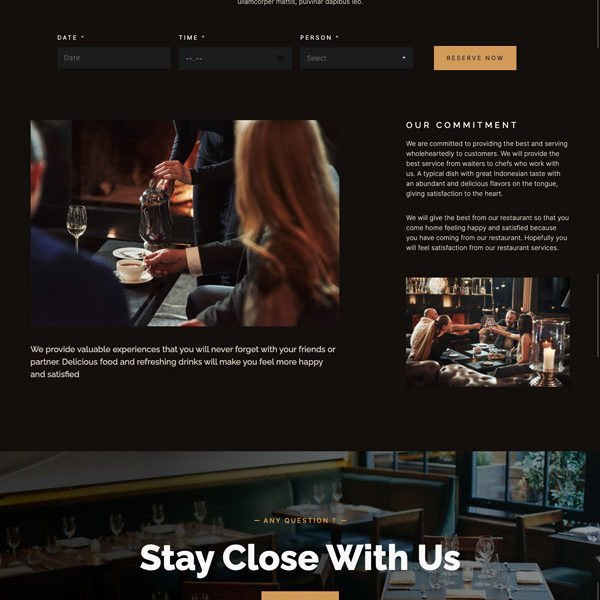 ullamcorper mattis, pulvinar dapibus leo.
DATE *
TIME *
PERSON *
Date
--.--
Select
RESERVE NOW
OUR COMMITMENT
We are committed to providing the best and serving
wholeheartedly to customers. We will provide the
best service from waiters to chefs who work with
us. A typical dish with great Indonesian taste with
an abundant and delicious flavors on the tongue,
giving satisfaction to the heart.
We will give the best from our restaurant so that you
come home feeling happy and satisfied because
you have coming from our restaurant. Hopefully you
will feel satisfaction from our restaurant services.
We provide valuable experiences that you will never forget with your friends or
partner. Delicious food and refreshing drinks will make you feel more happy
and satisfied
— ANY QUESTION ? —
Stay Close With Us